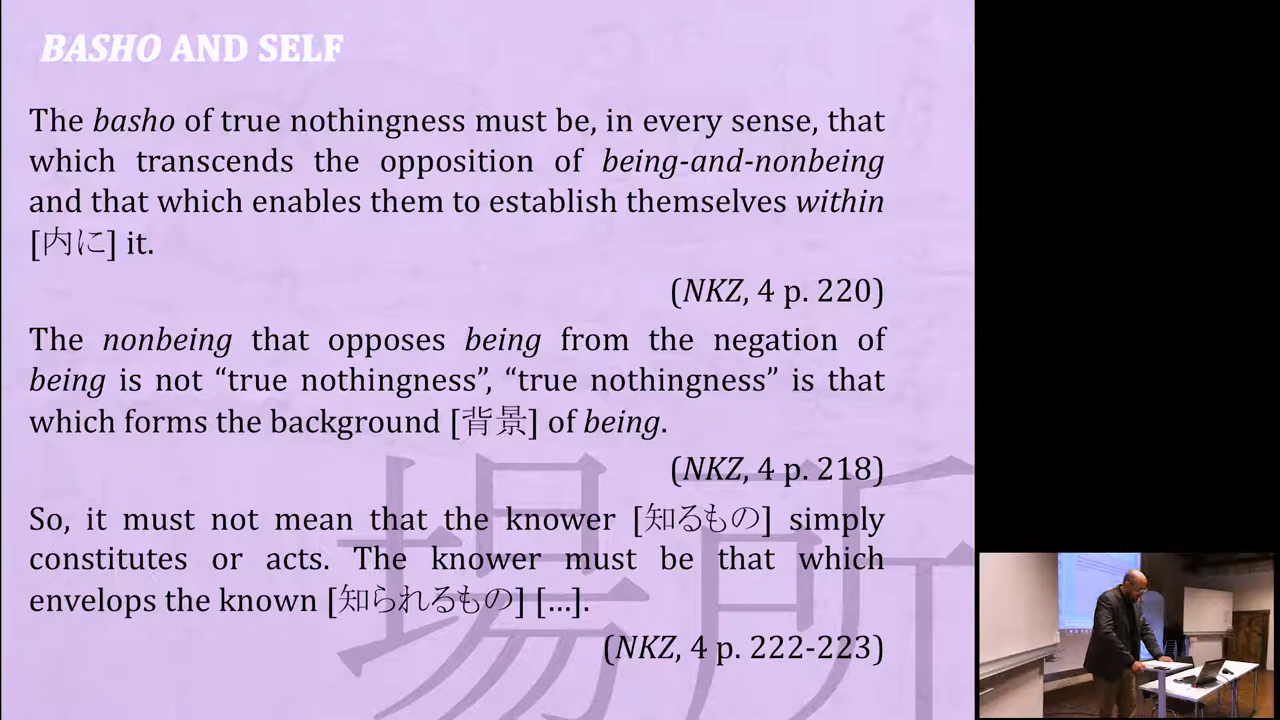 BASHO AND SELF
The basho of true nothingness must be, in every sense, that
which transcends the opposition of being-and-nonbeing
and that which enables them to establish themselves within
[内に] it.
(NKZ, 4 p. 220)
The nonbeing that opposes being from the negation of
being is not “true nothingness”, “true nothingness” is that
which forms the background [背景] of being.
(NKZ, 4 p. 218)
So, it must not mean that the knower [知るもの] simply
constitutes or acts. The knower must be that which
envelops the known [知られるもの] [...].
(NKZ, 4 p. 222-223)
場所